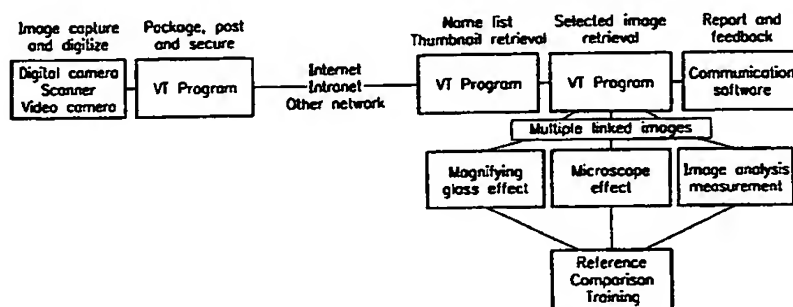 Image capture
and digilize
Package, post
and secure
Name list
Thumbnail retrieval
Selected image
retrieval
Report and
feedback
Digital camera
Scanner
Video camera
VT Program
Internet
Intranet
Other network
VT Program
VT Program
Communication
software
Multiple linked images
Magnifying
glass effect
Microscope
effect
Image analysis
measurement
Reference
Comparison
Training